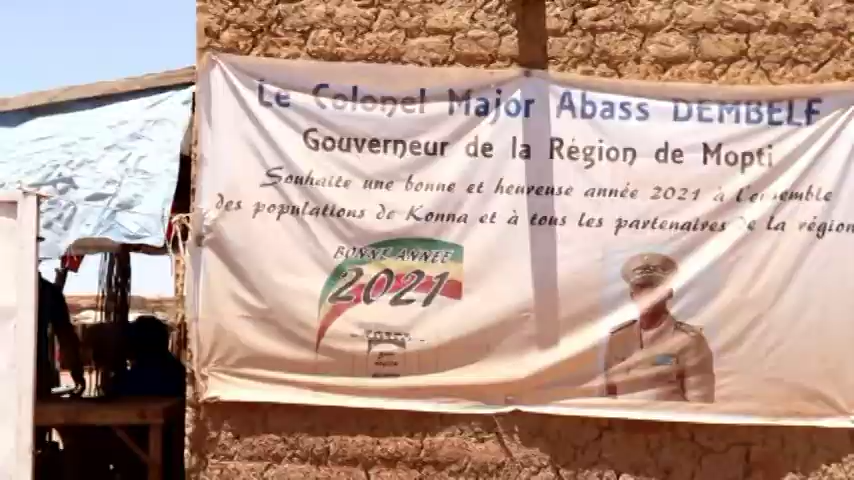 Le Colonel Major Abass DEMBELE
Gouverneur de la Région de Mopti
Souhaite une bonne et heureuse année 2021 à l'ensemble
des populations de Konna et à tous les partenaires de la région
BONNE ANNEE
2021